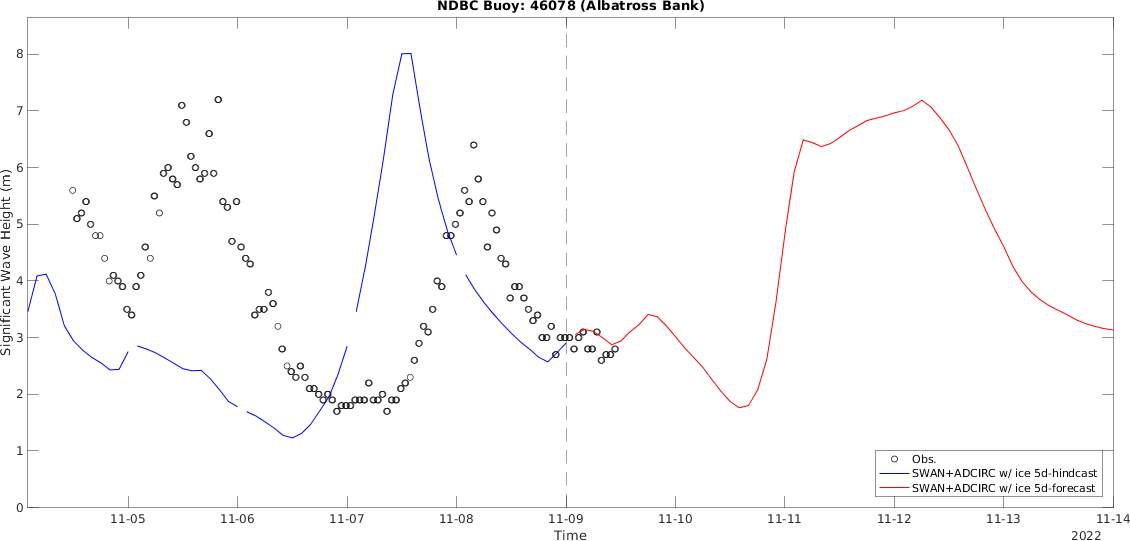 NDBC Buoy: 46078 (Albatross Bank)
Significant Wave Height (m)
8
7
6
5
4
3
2
1
0
Obs.
SWAN+ADCIRC w/ ice 5d-hindcast
SWAN+ADCIRC w/ ice 5d-forecast
11-05 11-06 11-07 11-08 11-09 11-10 11-11 11-12 11-13 11-14
Time
2022